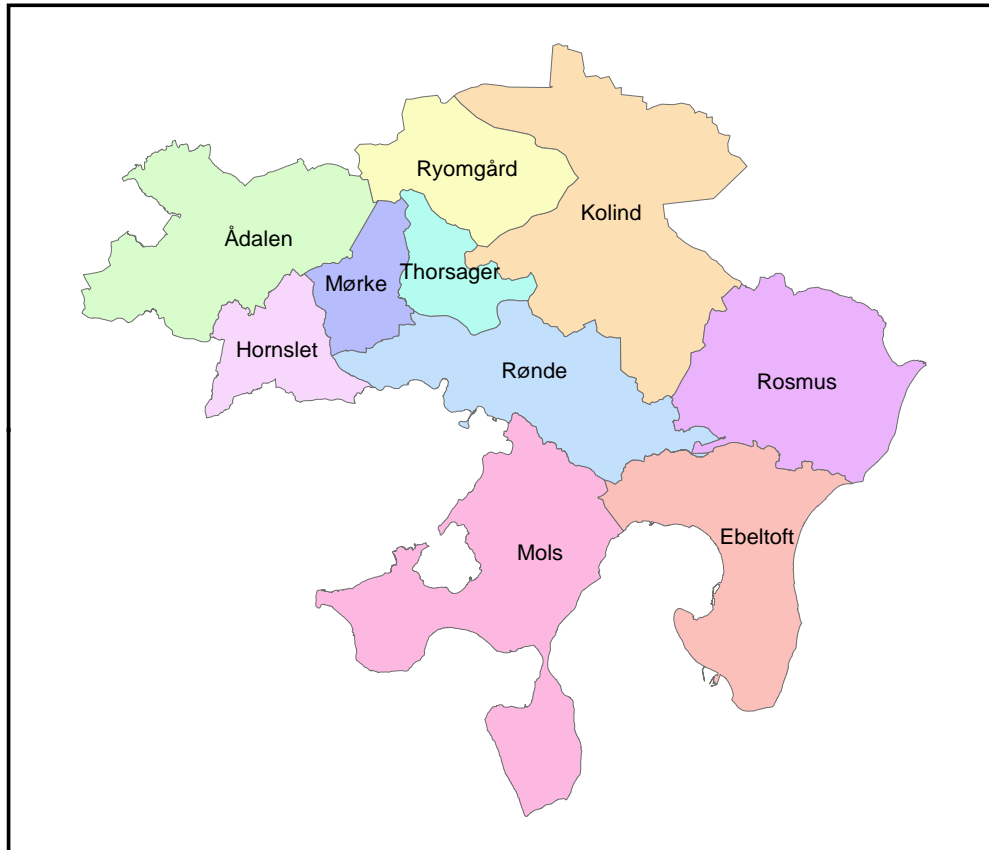 Ryomgård
Kolind
Ådalen
Thorsager
Mørke
Hornslet
Rønde
Rosmus
Ebeltoft
Mols